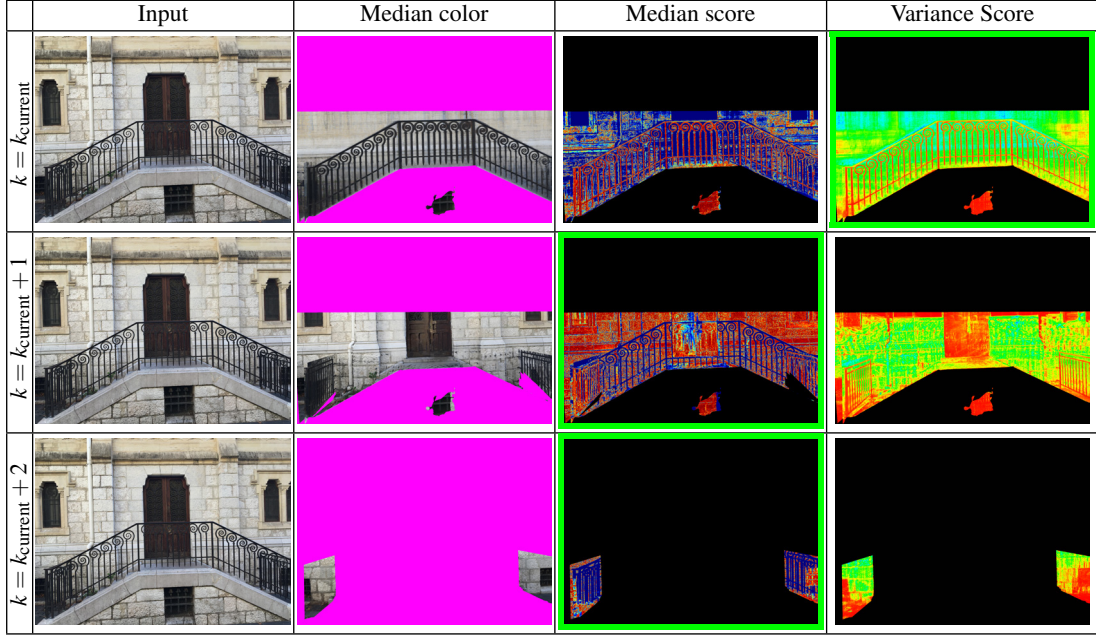 Input Median color Median score Variance Score
k = k_current
k = k_current + 1
k = k_current + 2